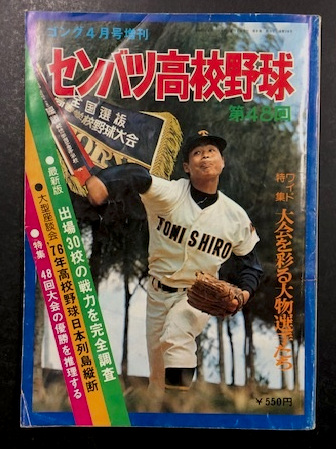 ゴング4月号増刊
センバツ高校野球
第48回
全国選抜
高校野球大会
TOMISHIRO
ワイド特集
大会を彩る人物選手たち
●最新版 出場30校の戦力を完全調査
●大型座談会 '76年高校野球日本列島縦断
●特集 48回大会の優勝を推理する
￥550円